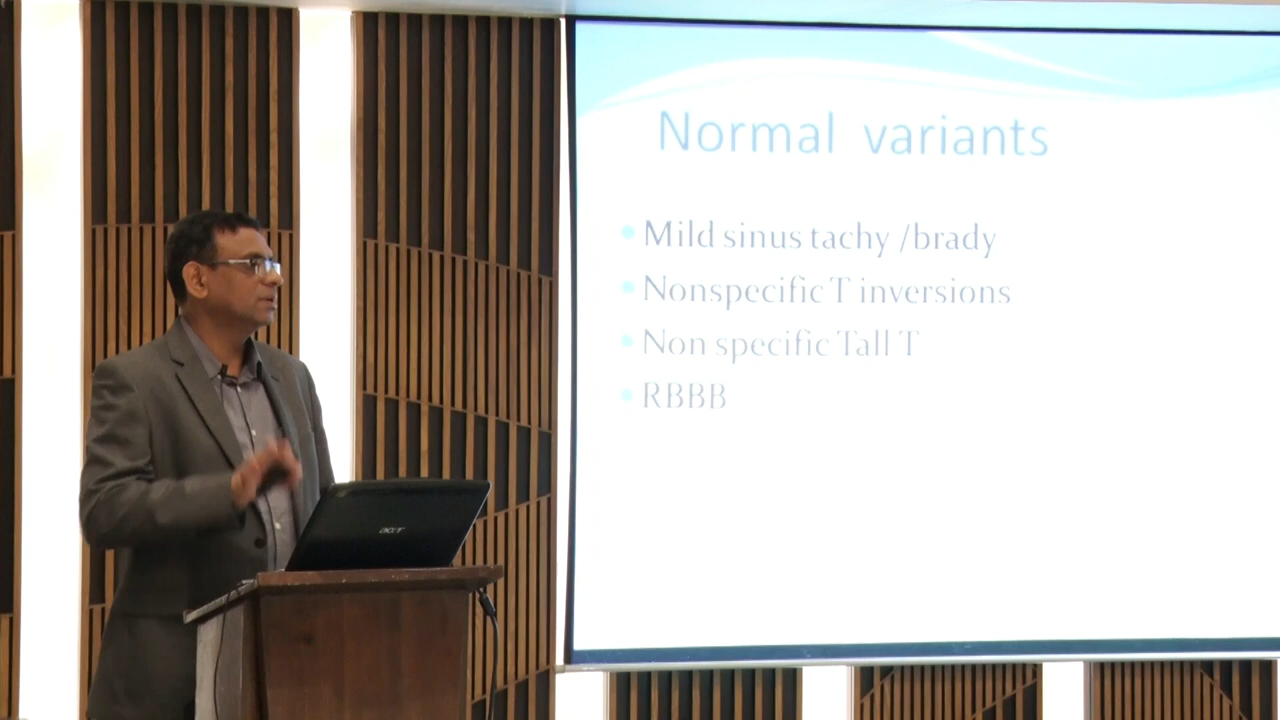 Normal variants
Mild sinus tachy /brady
Nonspecific T inversions
Non specific Tall T
RBBB
acer